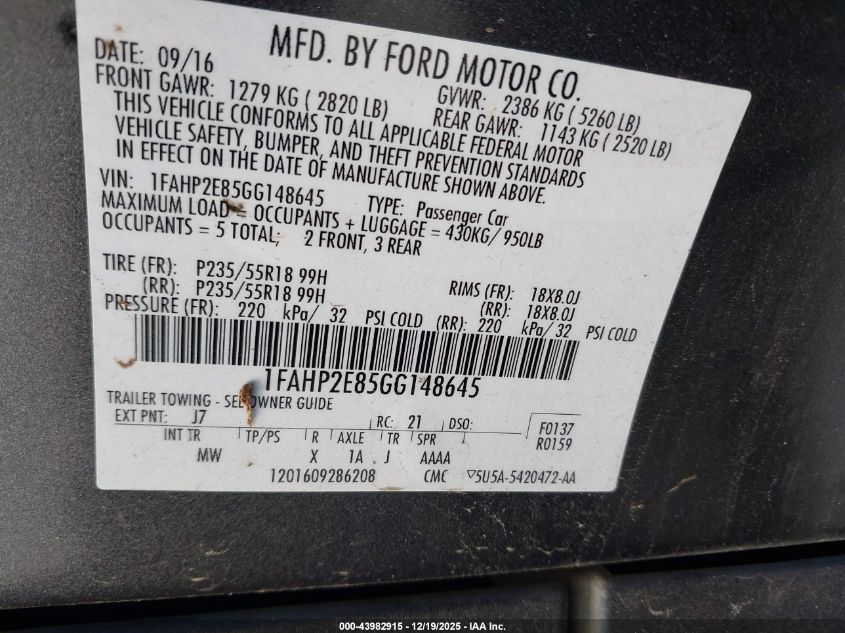 MFD. BY FORD MOTOR CO.
DATE: 09/16
GVWR: 2386 KG ( 5260 LB)
FRONT GAWR: 1279 KG ( 2820 LB)
REAR GAWR: 1143 KG ( 2520 LB)
THIS VEHICLE CONFORMS TO ALL APPLICABLE FEDERAL MOTOR
VEHICLE SAFETY, BUMPER, AND THEFT PREVENTION STANDARDS
IN EFFECT ON THE DATE OF MANUFACTURE SHOWN ABOVE.
VIN: 1FAHP2E85GG148645 TYPE: Passenger Car
MAXIMUM LOAD = OCCUPANTS + LUGGAGE = 430KG/ 950LB
OCCUPANTS = 5 TOTAL; 2 FRONT, 3 REAR
TIRE (FR): P235/55R18 99H RIMS (FR): 18X8.0J
(RR): P235/55R18 99H (RR): 18X8.0J
PRESSURE (FR): 220 kPa/ 32 PSI COLD (RR): 220 kPa/ 32 PSI COLD
1FAHP2E85GG148645
TRAILER TOWING - SEE OWNER GUIDE
EXT PNT: J7 RC: 21 DSO: F0137
R0159
INT TR TP/PS R AXLE TR SPR
MW X 1A J AAAA
1201609286208 CMC ▽5U5A-5420472-AA
000-43982915 - 12/19/2025 - IAA Inc.